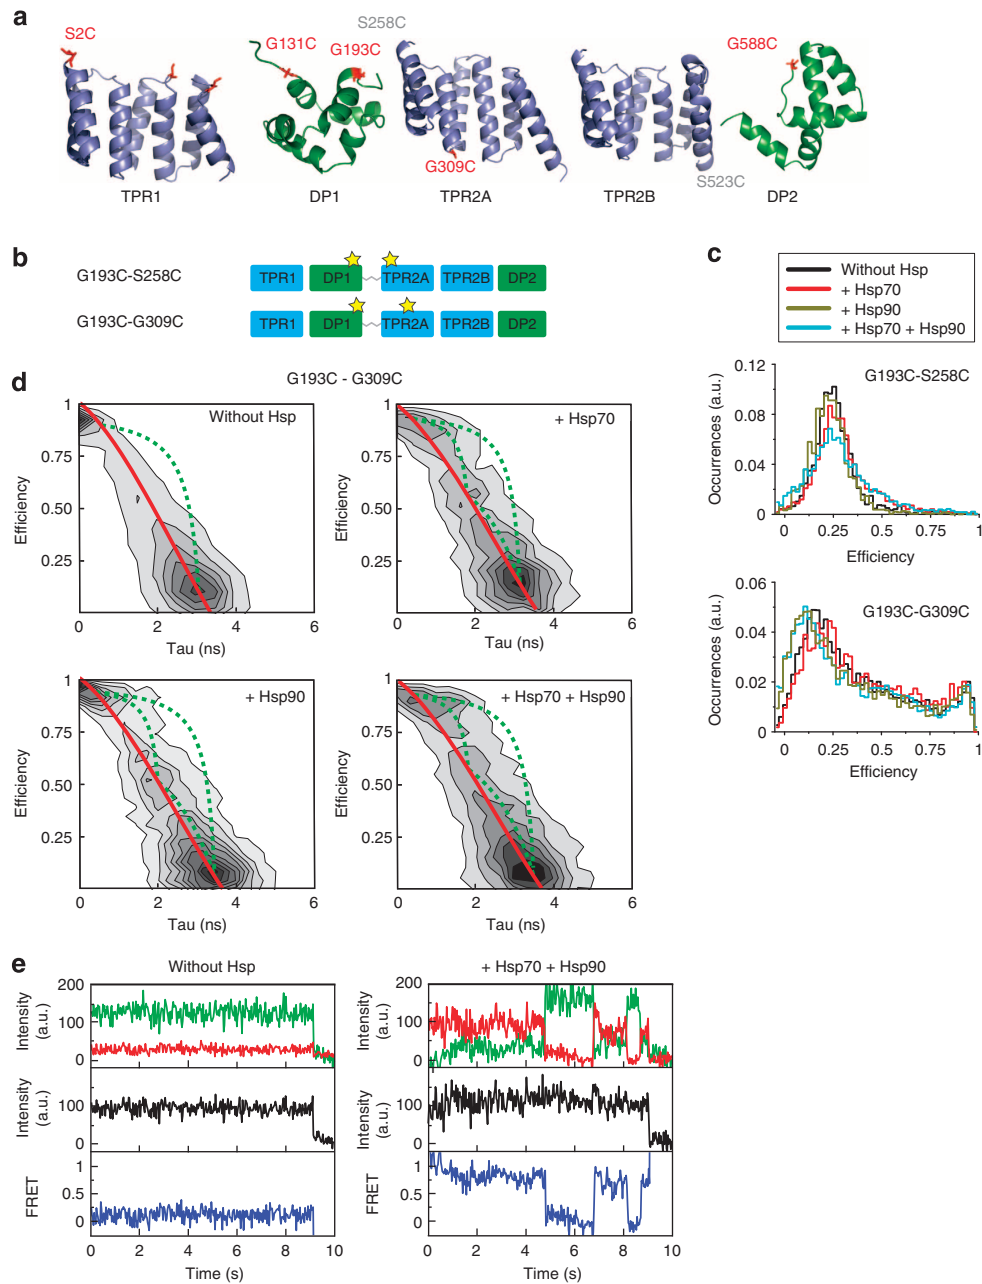 a
S2C
G131C
G193C
S258C
G309C
G588C
S523C
TPR1
DP1
TPR2A
TPR2B
DP2
b
G193C-S258C
TPR1 DP1 TPR2A TPR2B DP2
G193C-G309C
TPR1 DP1 TPR2A TPR2B DP2
c
Without Hsp
+ Hsp70
+ Hsp90
+ Hsp70 + Hsp90
G193C-S258C
Occurrences (a.u.)
0.12
0.08
0.04
0
0 0.25 0.50 0.75 1
Efficiency
G193C-G309C
Occurrences (a.u.)
0.06
0.04
0.02
0
0 0.25 0.5 0.75 1
Efficiency
d
G193C - G309C
Without Hsp
Efficiency
1
0.75
0.50
0.25
0 2 4 6
Tau (ns)
+ Hsp70
Efficiency
1
0.75
0.50
0.25
0 2 4 6
Tau (ns)
+ Hsp90
Efficiency
1
0.75
0.50
0.25
0 2 4 6
Tau (ns)
+ Hsp70 + Hsp90
Efficiency
1
0.75
0.50
0.25
0 2 4 6
Tau (ns)
e
Without Hsp
Intensity (a.u.)
200
100
0
Intensity (a.u.)
100
0
FRET
1
0.5
0
0 2 4 6 8 10
Time (s)
+ Hsp70 + Hsp90
Intensity (a.u.)
200
100
0
Intensity (a.u.)
100
0
FRET
1
0.5
0
0 2 4 6 8 10
Time (s)